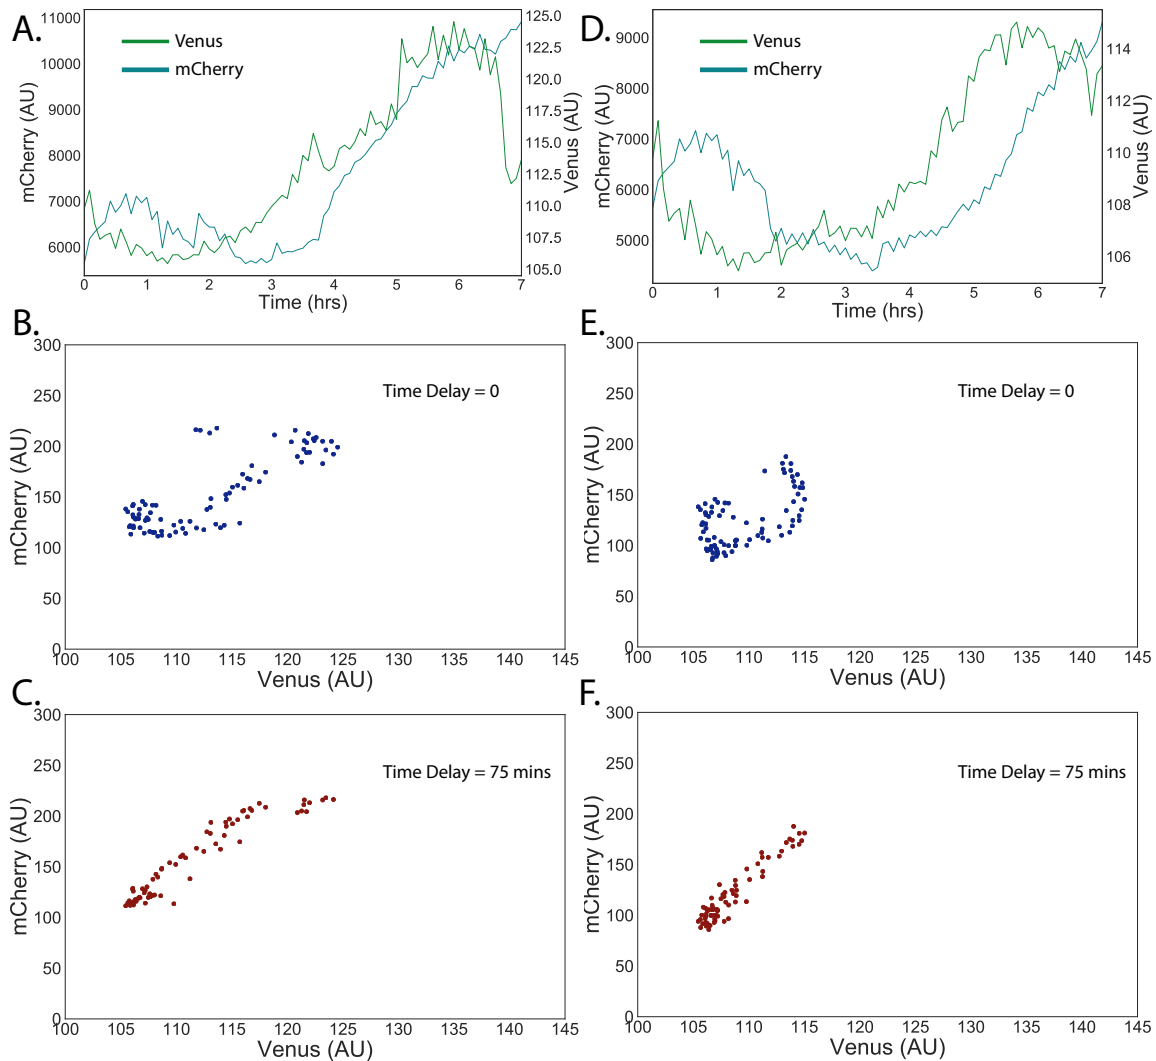 A.
11000
10000
9000
8000
7000
6000
mCherry (AU)
Venus
mCherry
125.0
122.5
120.0
117.5
115.0
112.5
110.0
107.5
105.0
Venus (AU)
0 1 2 3 4 5 6 7
Time (hrs)
D.
9000
8000
7000
6000
5000
mCherry (AU)
Venus
mCherry
114
112
110
108
106
Venus (AU)
0 1 2 3 4 5 6 7
Time (hrs)
B.
300
250
200
150
100
50
0
mCherry (AU)
Time Delay = 0
100 105 110 115 120 125 130 135 140 145
Venus (AU)
E.
300
250
200
150
100
50
0
mCherry (AU)
Time Delay = 0
100 105 110 115 120 125 130 135 140 145
Venus (AU)
C.
300
250
200
150
100
50
0
mCherry (AU)
Time Delay = 75 mins
100 105 110 115 120 125 130 135 140 145
Venus (AU)
F.
300
250
200
150
100
50
0
mCherry (AU)
Time Delay = 75 mins
100 105 110 115 120 125 130 135 140 145
Venus (AU)